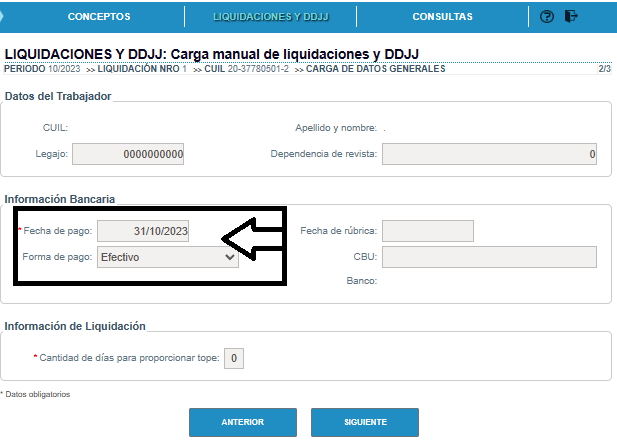 CONCEPTOS LIQUIDACIONES Y DDJJ CONSULTAS
LIQUIDACIONES Y DDJJ: Carga manual de liquidaciones y DDJJ
PERIODO 10/2023 >> LIQUIDACIÓN NRO 1 >> CUIL 20-37780501-2 >> CARGA DE DATOS GENERALES 2/3
Datos del Trabajador
CUIL: Apellido y nombre: .
Legajo: 0000000000 Dependencia de revista: 0
Información Bancaria
* Fecha de pago: 31/10/2023 Fecha de rúbrica:
Forma de pago: Efectivo CBU:
Banco:
Información de Liquidación
* Cantidad de días para proporcionar tope: 0
* Datos obligatorios
ANTERIOR SIGUIENTE